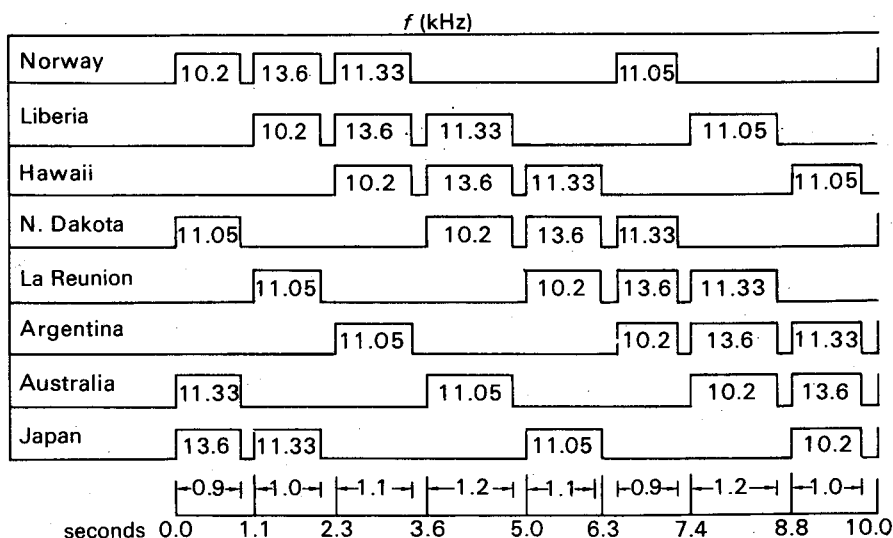 f (kHz)
Norway 10.2 13.6 11.33 11.05
Liberia 10.2 13.6 11.33 11.05
Hawaii 10.2 13.6 11.33 11.05
N. Dakota 11.05 10.2 13.6 11.33
La Reunion 11.05 10.2 13.6 11.33
Argentina 11.05 10.2 13.6 11.33
Australia 11.33 11.05 10.2 13.6
Japan 13.6 11.33 11.05 10.2
0.9 1.0 1.1 1.2 1.1 0.9 1.2 1.0
seconds 0.0 1.1 2.3 3.6 5.0 6.3 7.4 8.8 10.0